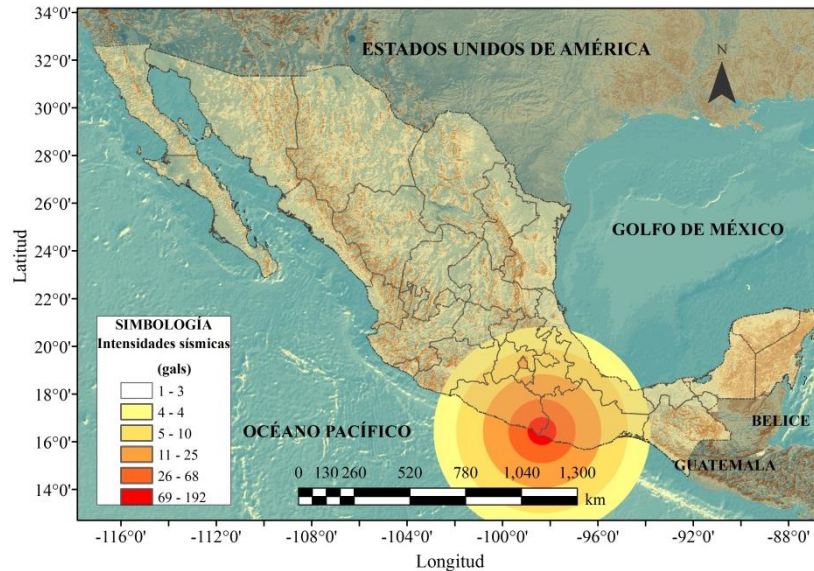 34°0'
32°0'
30°0'
28°0'
26°0'
24°0'
22°0'
20°0'
18°0'
16°0'
14°0'
Latitud
ESTADOS UNIDOS DE AMÉRICA
N
GOLFO DE MÉXICO
SIMBOLOGÍA
Intensidades sísmicas
(gals)
1 - 3
4 - 4
5 - 10
11 - 25
26 - 68
69 - 192
OCÉANO PACÍFICO
BELICE
GUATEMALA
0 130 260 520 780 1,040 1,300
km
-116°0' -112°0' -108°0' -104°0' -100°0' -96°0' -92°0' -88°0'
Longitud